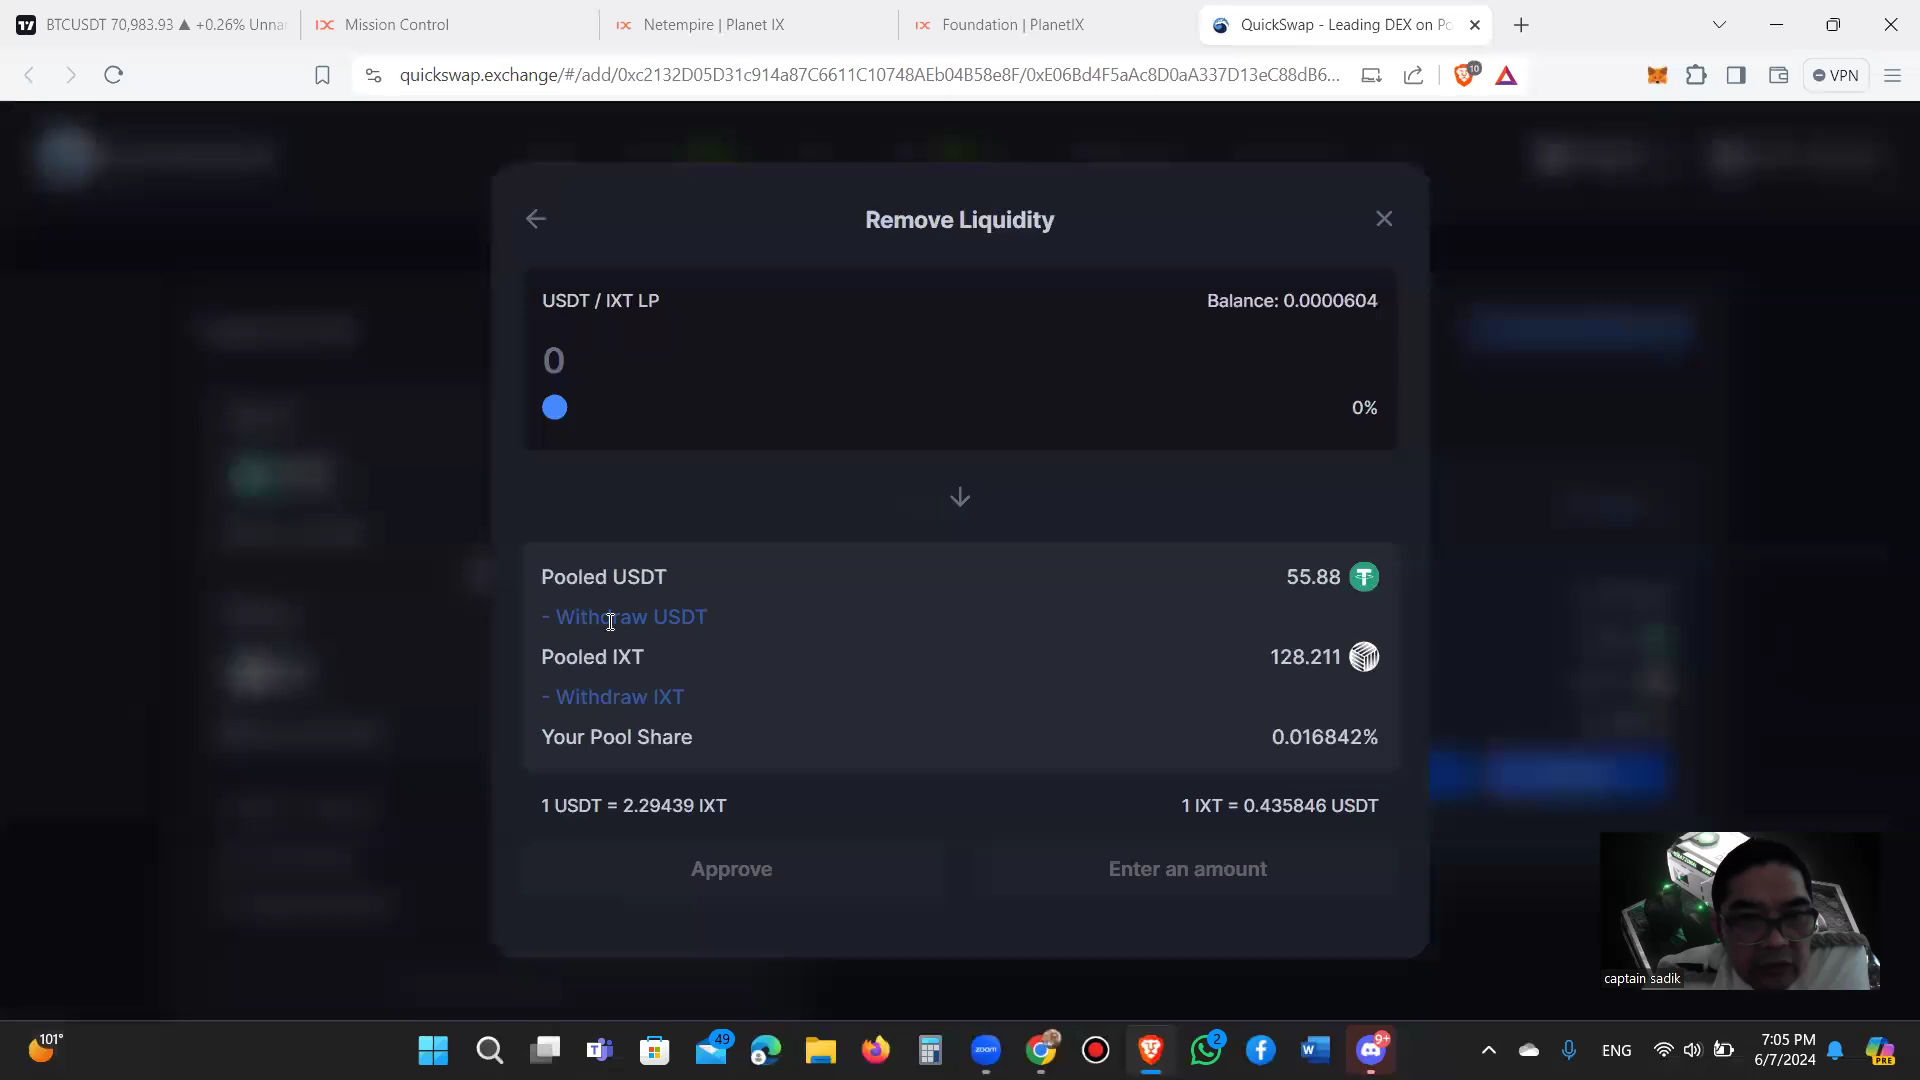 BTCUSDT 70,983.93 ▲ +0.26% Unna
Mission Control
Netempire | Planet IX
Foundation | PlanetIX
QuickSwap - Leading DEX on Po
quickswap.exchange/#/add/0xc2132D05D31c914a87C6611C10748AEb04B58e8F/0xE06Bd4F5aAc8D0aA337D13eC88dB6...
10
VPN
Remove Liquidity
USDT / IXT LP
Balance: 0.0000604
0
0%
Pooled USDT
55.88
- Withdraw USDT
Pooled IXT
128.211
- Withdraw IXT
Your Pool Share
0.016842%
1 USDT = 2.29439 IXT
1 IXT = 0.435846 USDT
Approve
Enter an amount
captain sadik
101°
49
zoom
2
9+
ENG
7:05 PM
6/7/2024
PRE